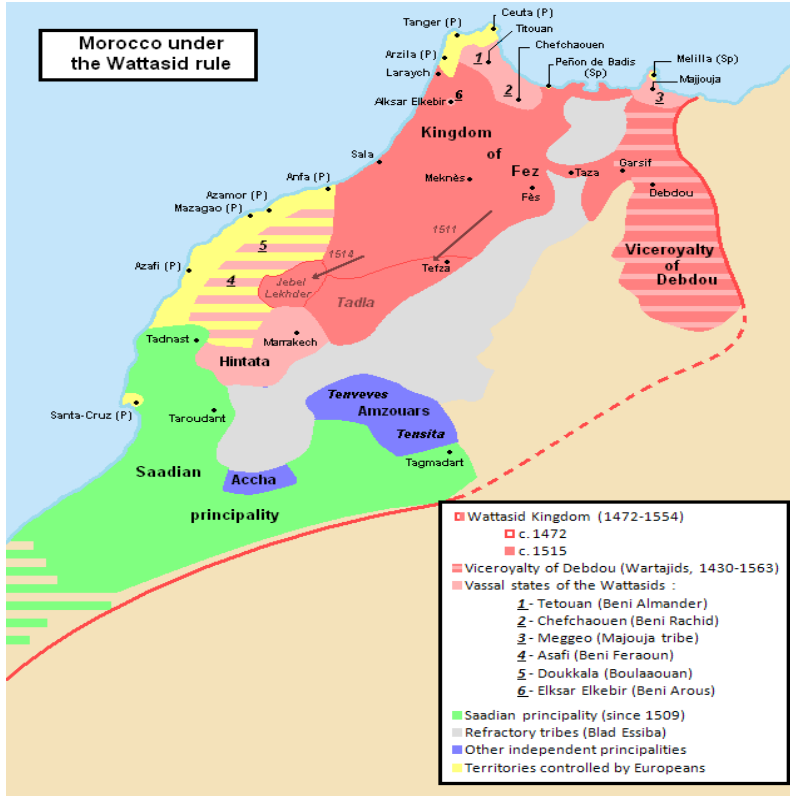 Morocco under
the Wattasid rule
Ceuta (P)
Tanger (P)
Titouan
Chefchaouen
Arzila (P)
1
Peñon de Badis
(Sp)
Melilla (Sp)
Laraych
Majjouja
2
3
Alksar Elkebir
6
Kingdom
of
Fez
Sala
Meknès
Taza
Garsif
Fès
Debdou
Anfa (P)
Azamor (P)
Mazagao (P)
1511
5
1514
Viceroyalty
of
Debdou
Azafi (P)
4
Jebel
Lekhder
Tefza
Tadla
Tadnast
Marrakech
Hintata
Santa-Cruz (P)
Taroudant
Tenveves
Amzouars
Tensita
Tagmadart
Saadian
Accha
principality
Wattasid Kingdom (1472-1554)
c. 1472
c. 1515
Viceroyalty of Debdou (Wartajids, 1430-1563)
Vassal states of the Wattasids :
1 - Tetouan (Beni Almander)
2 - Chefchaouen (Beni Rachid)
3 - Meggeo (Majouja tribe)
4 - Asafi (Beni Feraoun)
5 - Doukkala (Boulaaouan)
6 - Elksar Elkebir (Beni Arous)
Saadian principality (since 1509)
Refractory tribes (Blad Essiba)
Other independent principalities
Territories controlled by Europeans